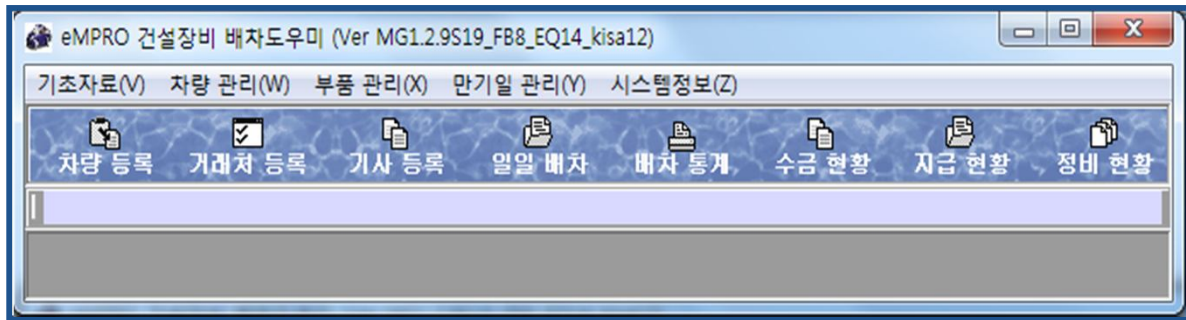 eMPRO 건설장비 배차도우미 (Ver MG1.2.9S19_FB8_EQ14_kisa12)
기초자료(V) 차량 관리(W) 부품 관리(X) 만기일 관리(Y) 시스템정보(Z)
차량 등록 거래처 등록 기사 등록 일일 배차 배차 통계 수금 현황 지급 현황 정비 현황